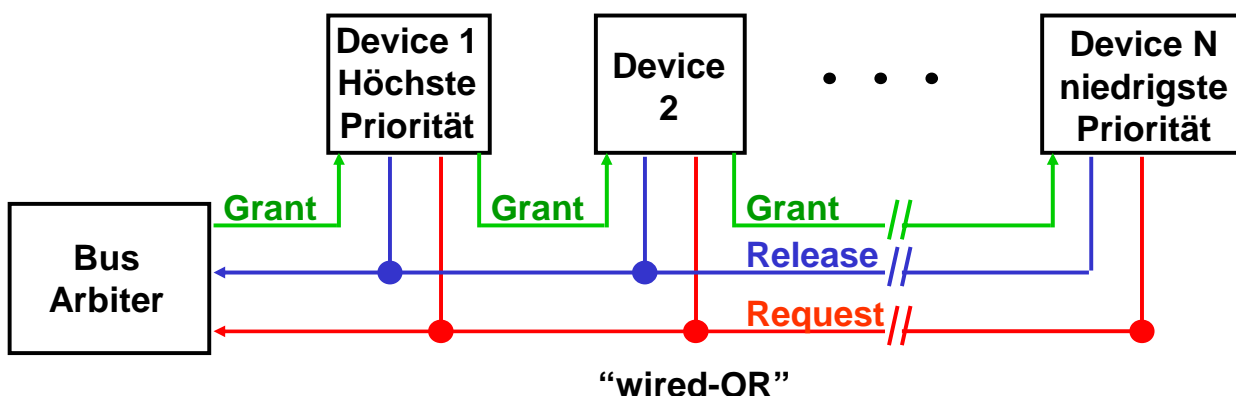 Device 1
Höchste
Priorität
Device
2
Device N
niedrigste
Priorität
Bus
Arbiter
Grant
Grant
Grant
Release
Request
“wired-OR”